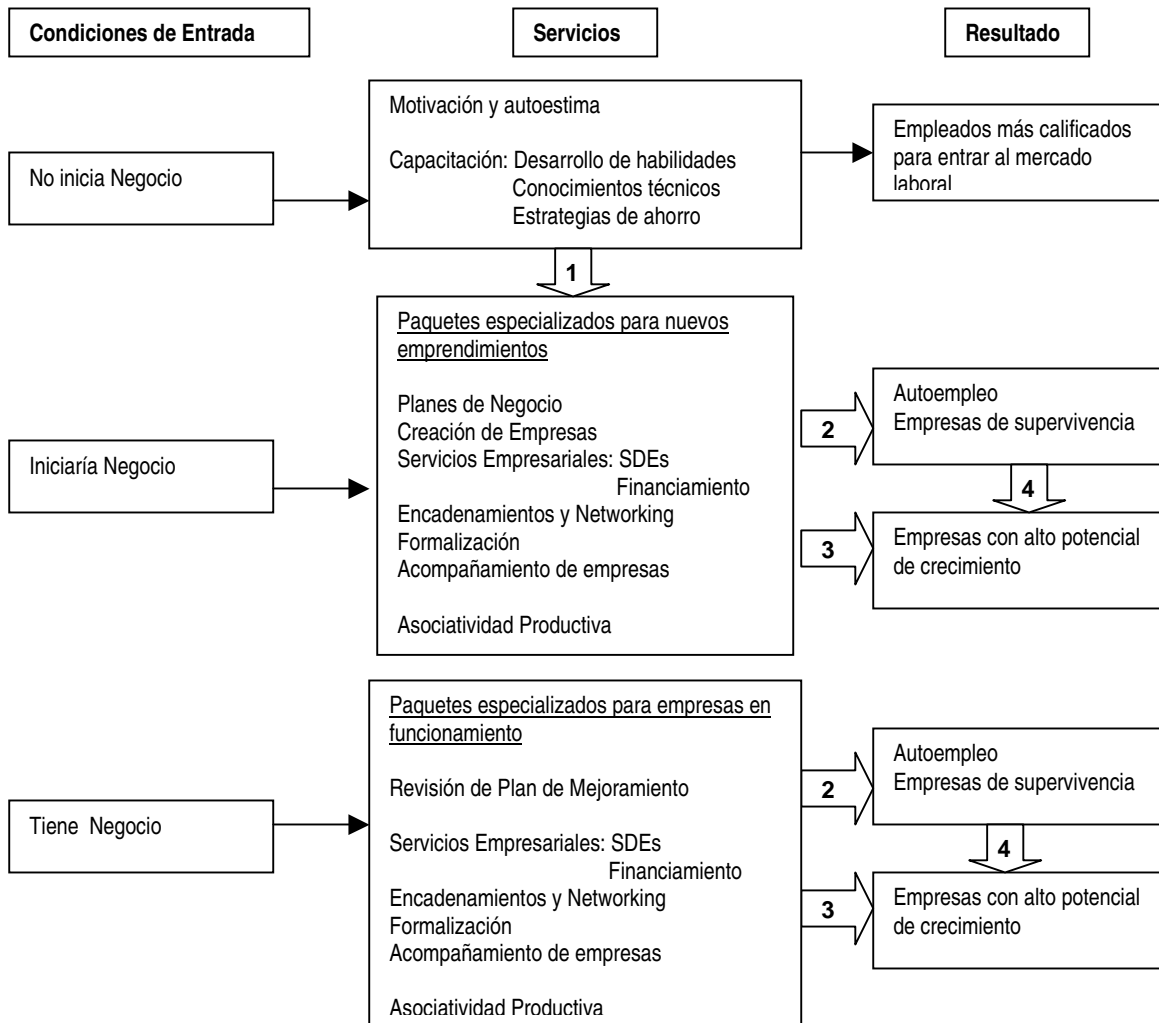 Condiciones de Entrada
Servicios
Resultado
No inicia Negocio
Motivación y autoestima
Capacitación: Desarrollo de habilidades
Conocimientos técnicos
Estrategias de ahorro
Empleados más calificados
para entrar al mercado
laboral
1
Iniciaría Negocio
Paquetes especializados para nuevos
emprendimientos
Planes de Negocio
Creación de Empresas
Servicios Empresariales: SDEs
Financiamiento
Encadenamientos y Networking
Formalización
Acompañamiento de empresas
Asociatividad Productiva
2
Autoempleo
Empresas de supervivencia
4
3
Empresas con alto potencial
de crecimiento
Tiene Negocio
Paquetes especializados para empresas en
funcionamiento
Revisión de Plan de Mejoramiento
Servicios Empresariales: SDEs
Financiamiento
Encadenamientos y Networking
Formalización
Acompañamiento de empresas
Asociatividad Productiva
2
Autoempleo
Empresas de supervivencia
4
3
Empresas con alto potencial
de crecimiento